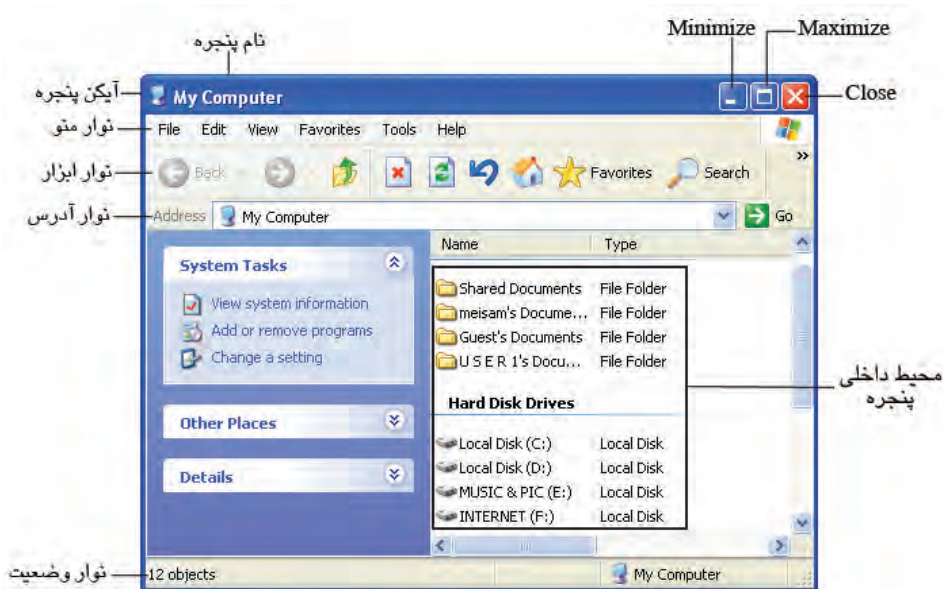 نام پنجره
Minimize
Maximize
آیکن پنجره
My Computer
Close
نوار منو
File Edit View Favorites Tools Help
نوار ابزار
Back Favorites Search »
نوار آدرس
Address My Computer Go
Name Type
System Tasks
View system information
Add or remove programs
Change a setting
Other Places
Details
Shared Documents File Folder
meisam's Docume... File Folder
Guest's Documents File Folder
U S E R 1's Docu... File Folder
Hard Disk Drives
Local Disk (C:) Local Disk
Local Disk (D:) Local Disk
MUSIC & PIC (E:) Local Disk
INTERNET (F:) Local Disk
محیط داخلی
پنجره
نوار وضعیت
12 objects My Computer